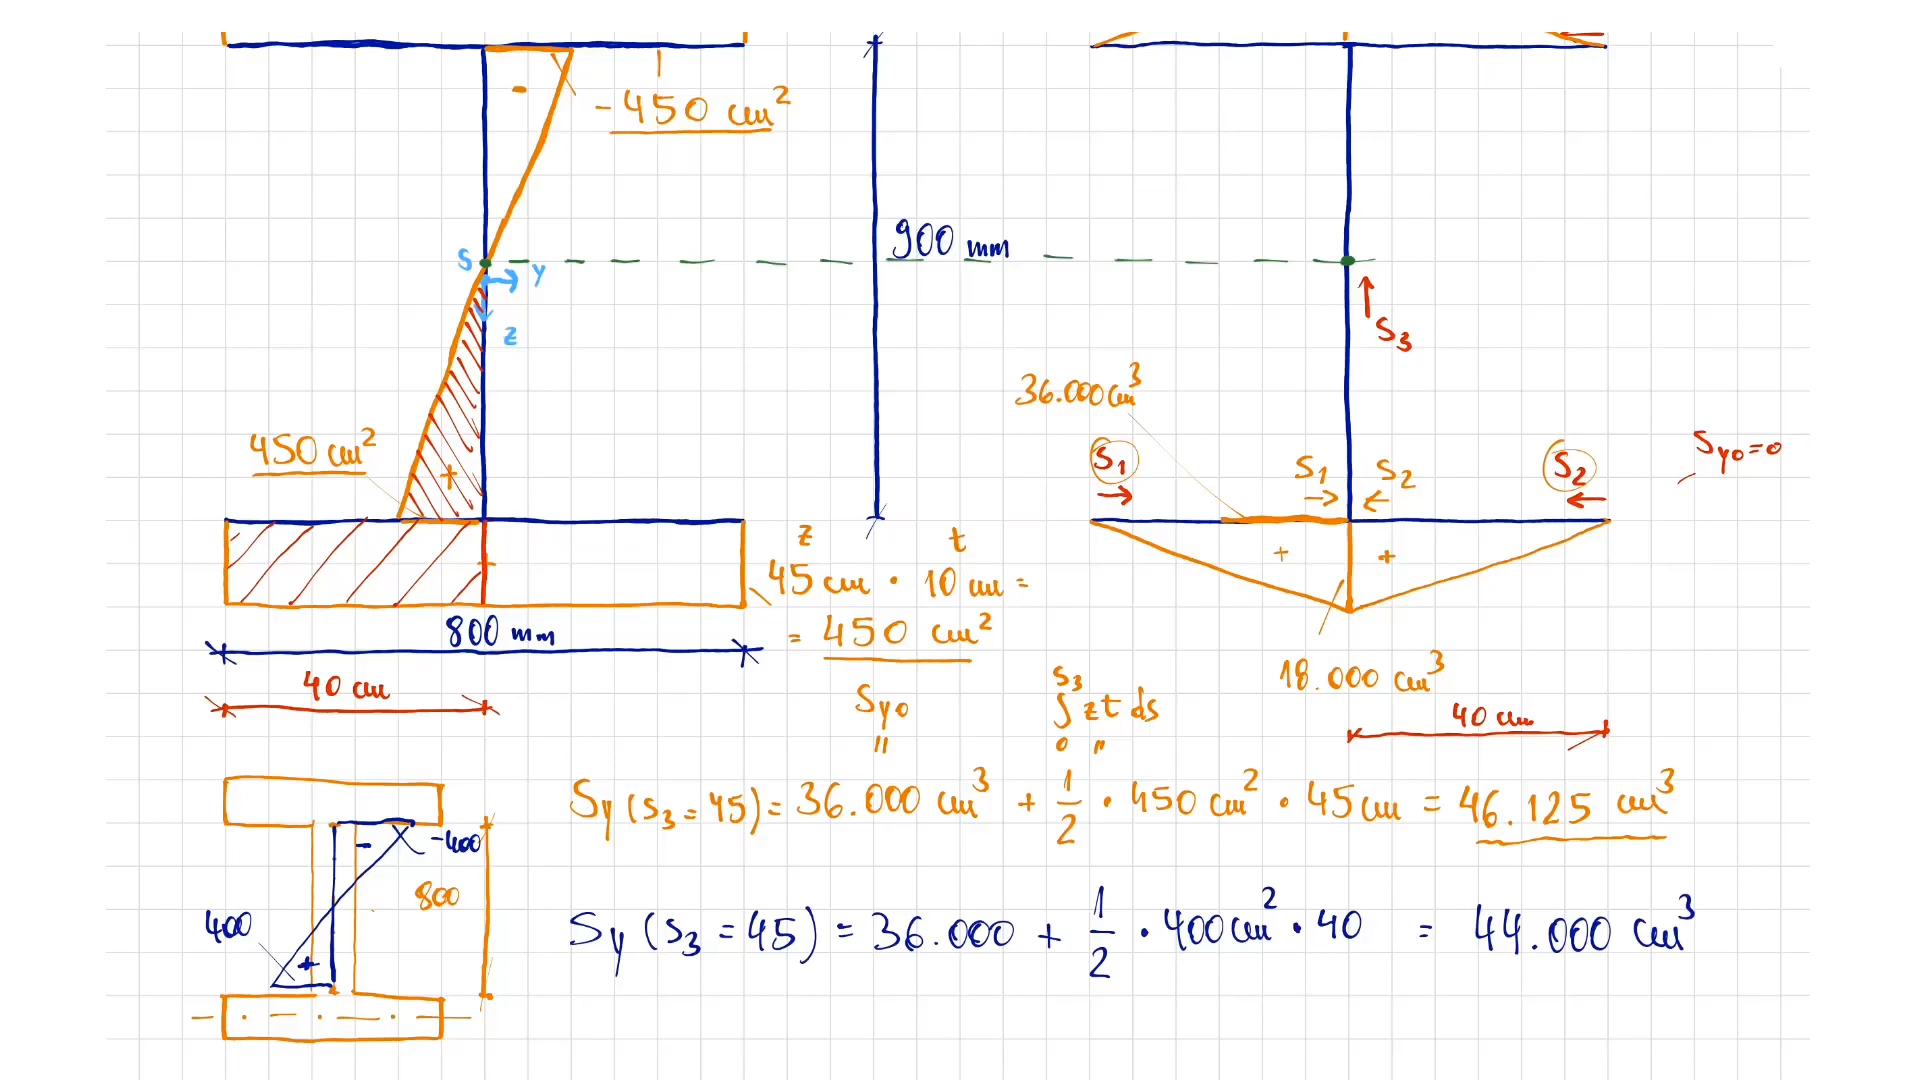 - -450 cm²
900 mm
S y
z
S₃
36.000 cm³
450 cm²
+
S₁ S₁ S₂ S₂ Sy0=0
z t
+ +
45 cm · 10 cm =
= 450 cm²
800 mm
40 cm
18.000 cm³
40 cm
Sy0 S₃
∫ zt ds
" 0 "
Sy (S₃ = 45) = 36.000 cm³ + 1/2 · 450 cm² · 45 cm = 46.125 cm³
- -400
800
400 +
Sy (S₃ = 45) = 36.000 + 1/2 · 400 cm² · 40 = 44.000 cm³